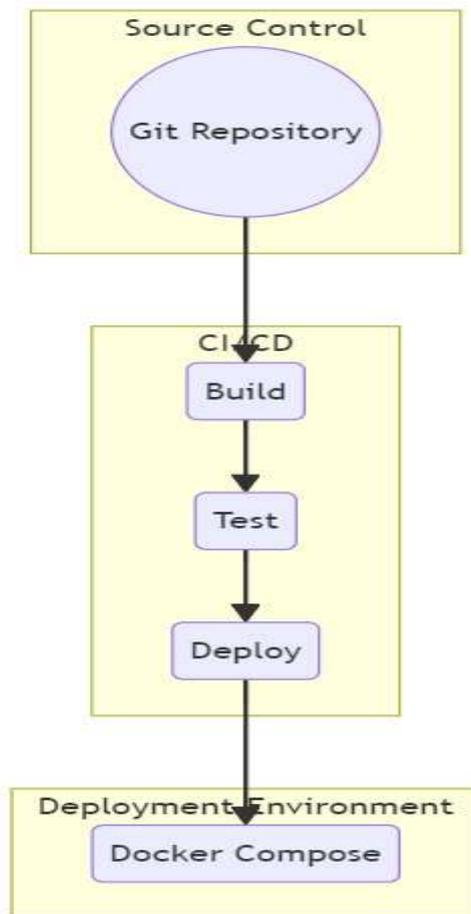 Source Control
Git Repository
CI/CD
Build
Test
Deploy
Deployment Environment
Docker Compose